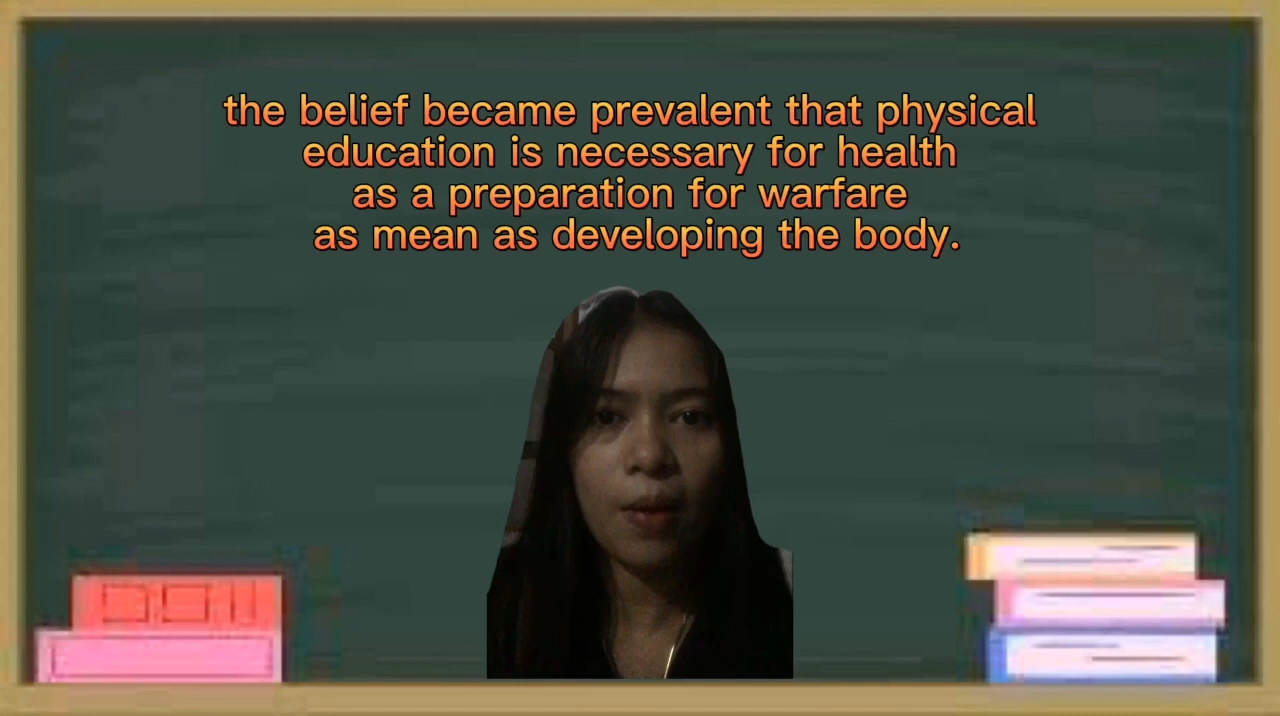 the belief became prevalent that physical
education is necessary for health
as a preparation for warfare
as mean as developing the body.